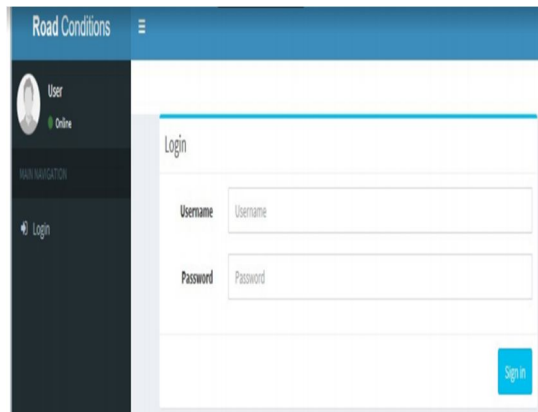 Road Conditions
User
Online
MAIN NAVIGATION
Login
Login
Username Username
Password Password
Sign in